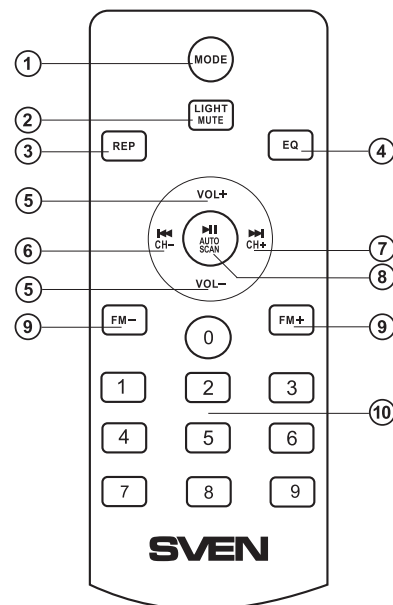 MODE
1
LIGHT
MUTE
2
REP
3
EQ
4
VOL+
5
CH−
6
AUTO
SCAN
8
CH+
7
VOL−
5
FM−
9
FM+
9
0
1 2 3
10
4 5 6
7 8 9
SVEN